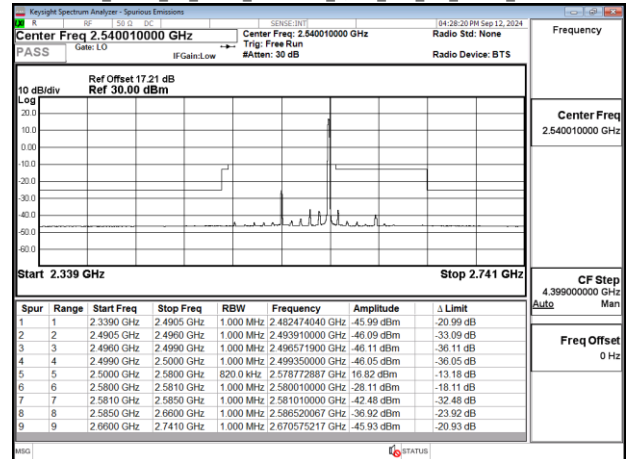 Keysight Spectrum Analyzer - Spurious Emissions
R RF 50 Ω DC SENSE:INT 04:28:20 PM Sep 12, 2024
Center Freq 2.540010000 GHz Center Freq: 2.540010000 GHz Radio Std: None
PASS Gate: LO Trig: Free Run
IFGain:Low #Atten: 30 dB Radio Device: BTS
Ref Offset 17.21 dB
10 dB/div Ref 30.00 dBm
Log
20.0
10.0
0.00
-10.0
-20.0
-30.0
-40.0
-50.0
-60.0
Start 2.339 GHz Stop 2.741 GHz
Spur Range Start Freq Stop Freq RBW Frequency Amplitude Δ Limit
1 1 2.3390 GHz 2.4905 GHz 1.000 MHz 2.482474040 GHz -45.99 dBm -20.99 dB
2 2 2.4905 GHz 2.4960 GHz 1.000 MHz 2.493910000 GHz -46.09 dBm -33.09 dB
3 3 2.4960 GHz 2.4990 GHz 1.000 MHz 2.496571900 GHz -46.11 dBm -36.11 dB
4 4 2.4990 GHz 2.5000 GHz 1.000 MHz 2.499350000 GHz -46.05 dBm -36.05 dB
5 5 2.5000 GHz 2.5800 GHz 820.0 kHz 2.578772887 GHz 16.82 dBm -13.18 dB
6 6 2.5800 GHz 2.5810 GHz 1.000 MHz 2.580010000 GHz -28.11 dBm -18.11 dB
7 7 2.5810 GHz 2.5850 GHz 1.000 MHz 2.581010000 GHz -42.48 dBm -32.48 dB
8 8 2.5850 GHz 2.6600 GHz 1.000 MHz 2.586520067 GHz -36.92 dBm -23.92 dB
9 9 2.6600 GHz 2.7410 GHz 1.000 MHz 2.670575217 GHz -45.93 dBm -20.93 dB
MSG STATUS
Frequency
Center Freq
2.540010000 GHz
CF Step
4.399000000 GHz
Auto Man
Freq Offset
0 Hz